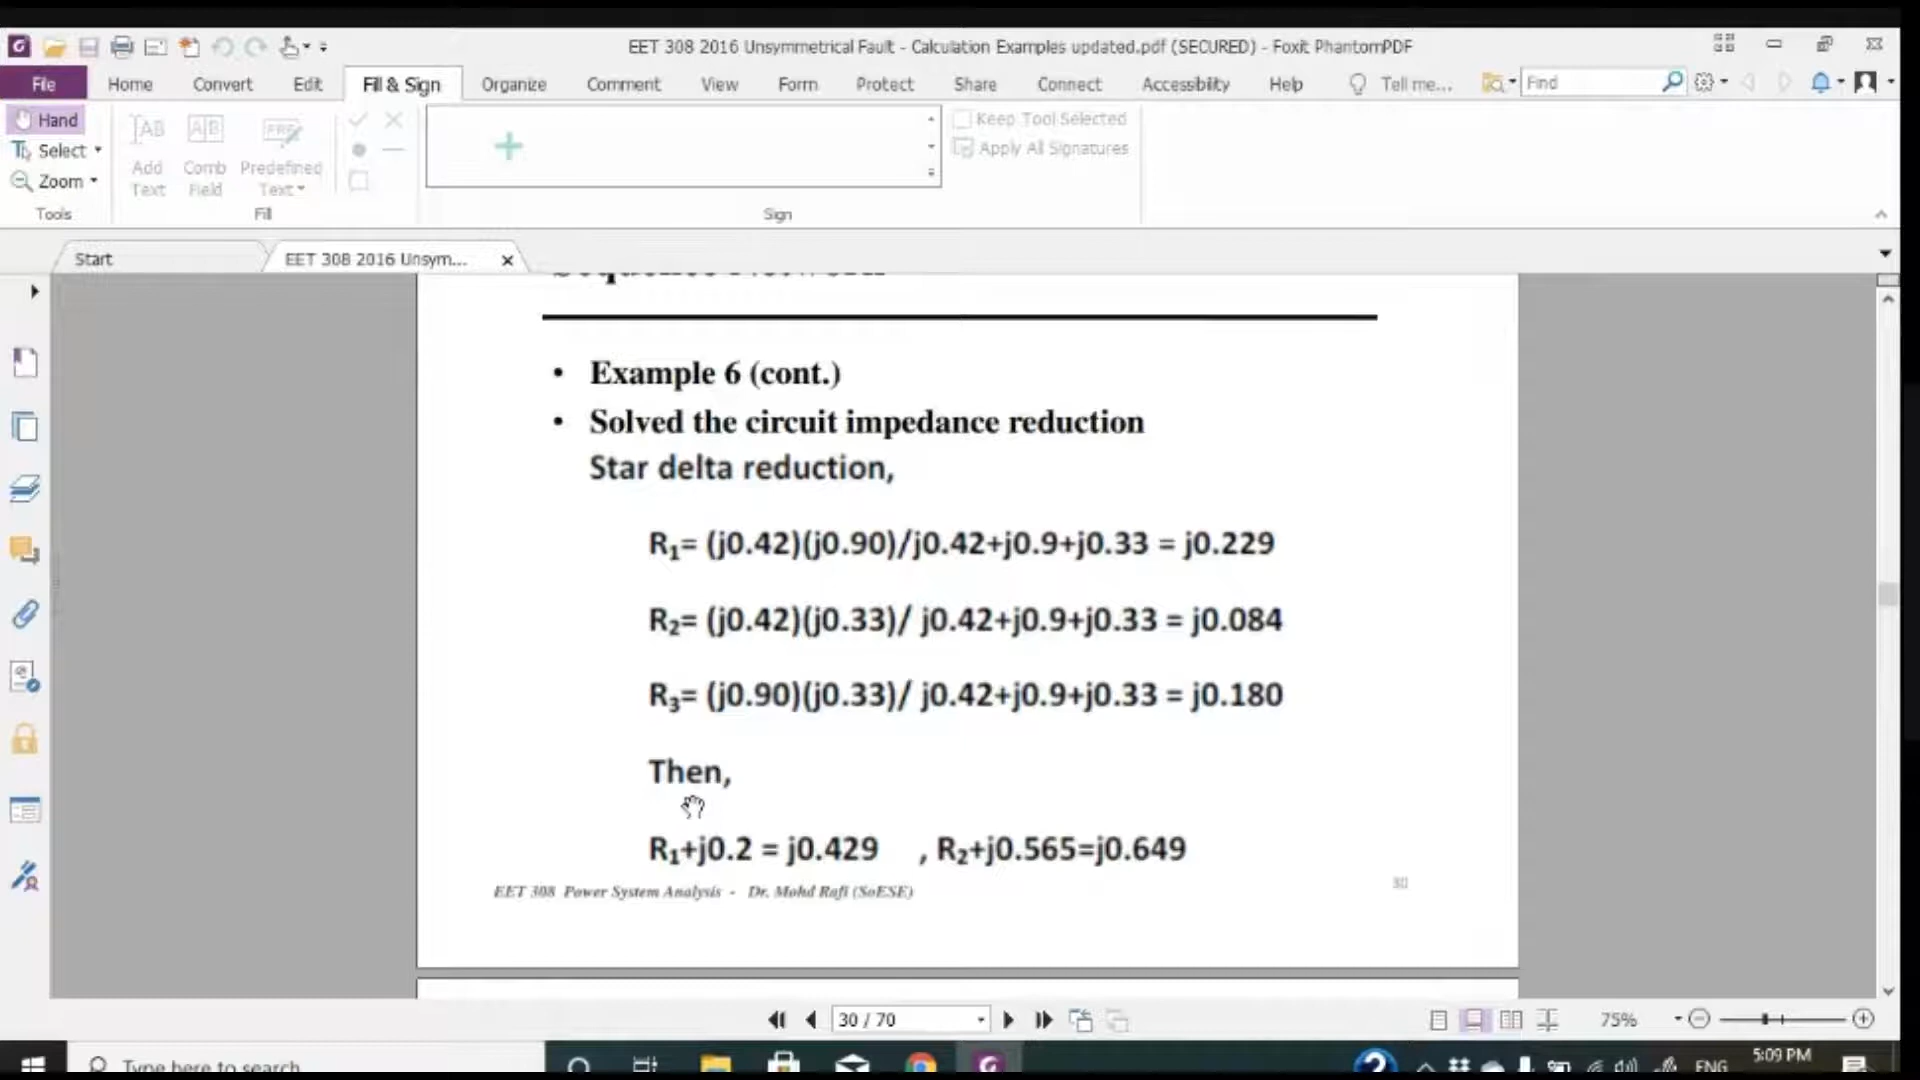 EET 308 2016 Unsymmetrical Fault - Calculation Examples updated.pdf (SECURED) - Foxit PhantomPDF
File Home Convert Edit Fill & Sign Organize Comment View Form Protect Share Connect Accessibility Help Tell me... Find
Hand
Select
Zoom
Tools
Add Text
Comb Field
Predefined Text
Fill
Sign
Keep Tool Selected
Apply All Signatures
Start
EET 308 2016 Unsym...
• Example 6 (cont.)
• Solved the circuit impedance reduction
Star delta reduction,
R₁= (j0.42)(j0.90)/j0.42+j0.9+j0.33 = j0.229
R₂= (j0.42)(j0.33)/ j0.42+j0.9+j0.33 = j0.084
R₃= (j0.90)(j0.33)/ j0.42+j0.9+j0.33 = j0.180
Then,
R₁+j0.2 = j0.429 , R₂+j0.565=j0.649
EET 308 Power System Analysis - Dr. Mohd Rafi (SoESE)
30
30 / 70
75%
Type here to search
ENG
5:09 PM